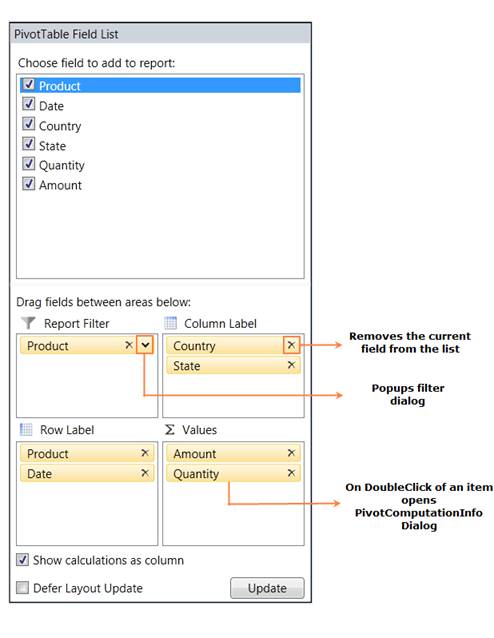 PivotTable Field List
Choose field to add to report:
Product
Date
Country
State
Quantity
Amount
Drag fields between areas below:
Report Filter
Product
Column Label
Country
State
Row Label
Product
Date
Σ Values
Amount
Quantity
Show calculations as column
Defer Layout Update
Update
Removes the current
field from the list
Popups filter
dialog
On DoubleClick of an item
opens
PivotComputationInfo
Dialog